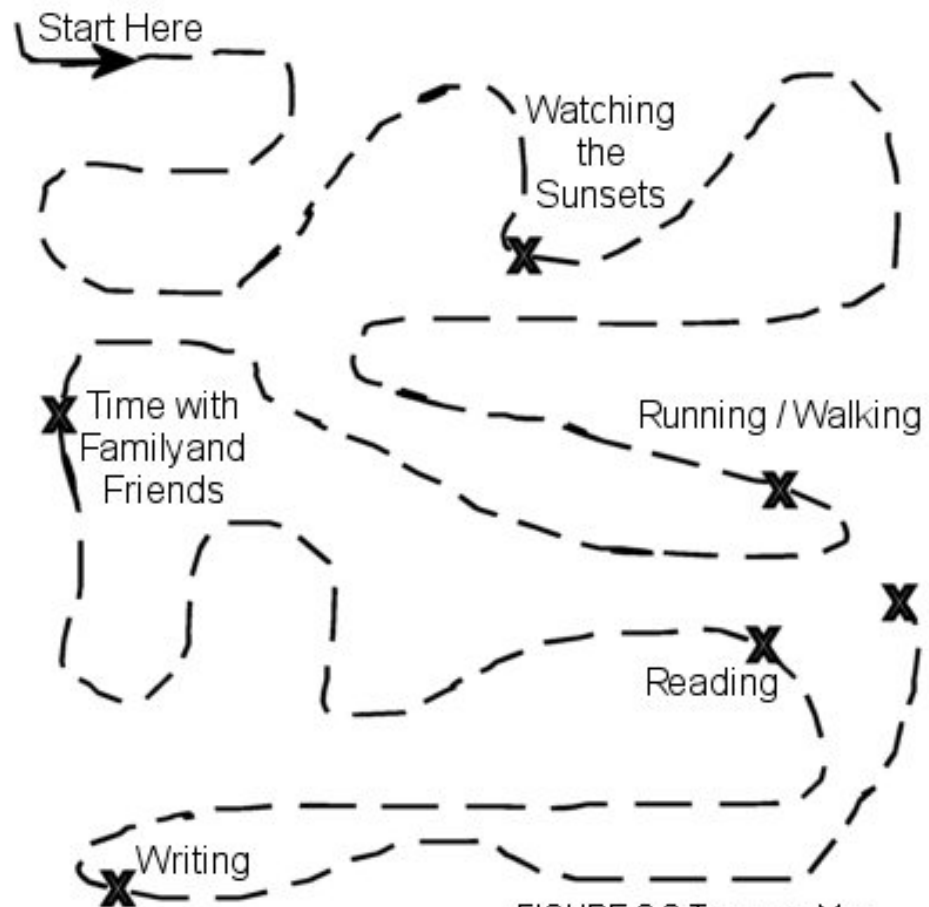 Start Here
Watching
the
Sunsets
X
Time with
Familyand
Friends
X
Running / Walking
X
X
X
Reading
Writing
X